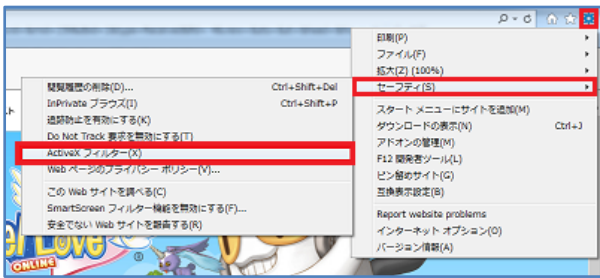 印刷(P)
ファイル(F)
拡大(Z) (100%)
セーフティ(S)
スタート メニューにサイトを追加(M)
ダウンロードの表示(N) Ctrl+J
アドオンの管理(M)
F12 開発者ツール(L)
ピン留めサイト(G)
互換表示設定(B)
Report website problems
インターネット オプション(O)
バージョン情報(A)
閲覧履歴の削除(D)... Ctrl+Shift+Del
InPrivate ブラウズ(I) Ctrl+Shift+P
追跡防止を有効にする(K)
Do Not Track 要求を無効にする(T)
ActiveX フィルター(X)
Web ページのプライバシー ポリシー(V)...
この Web サイトを調べる(C)
SmartScreen フィルター機能を無効にする(F)...
安全でない Web サイトを報告する(R)
el Love
ONLINE